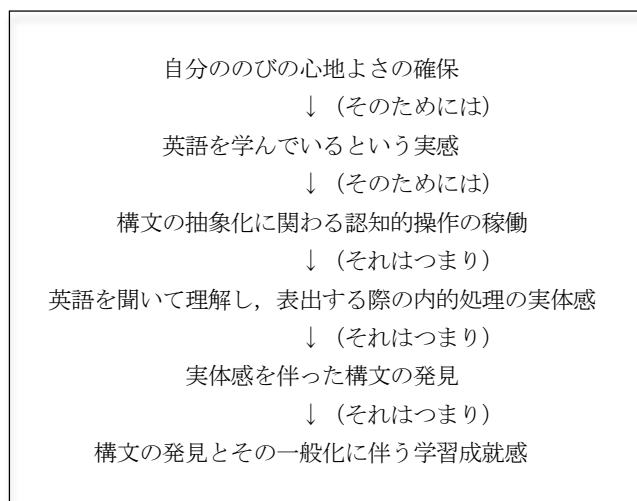 自分ののびの心地よさの確保
↓（そのためには）
英語を学んでいるという実感
↓（そのためには）
構文の抽象化に関わる認知的操作の稼働
↓（それはつまり）
英語を聞いて理解し，表出する際の内的処理の実体感
↓（それはつまり）
実体感を伴った構文の発見
↓（それはつまり）
構文の発見とその一般化に伴う学習成就感